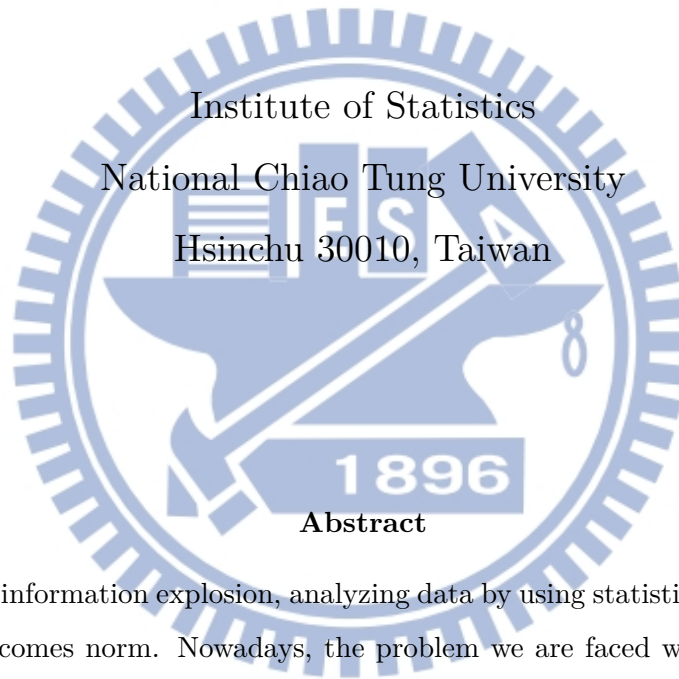 Institute of Statistics
National Chiao Tung University
E S A
Hsinchu 30010, Taiwan
8
1896
Abstract
information explosion, analyzing data by using statisti
comes norm. Nowadays, the problem we are faced w